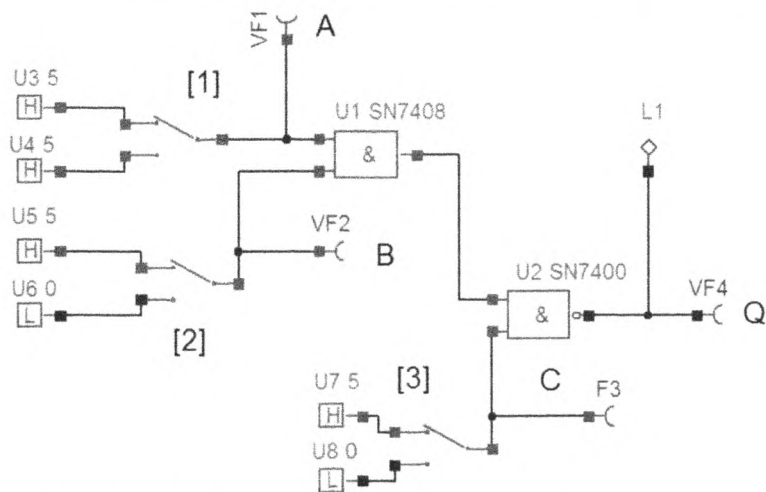 VF1
A
U3 5
[1]
H
U1 SN7408
L1
U4 5
&
H
U5 5
VF2
H
B
U2 SN7400
U6 0
VF4
L
&
Q
[2]
U7 5
[3]
C
F3
H
U8 0
L